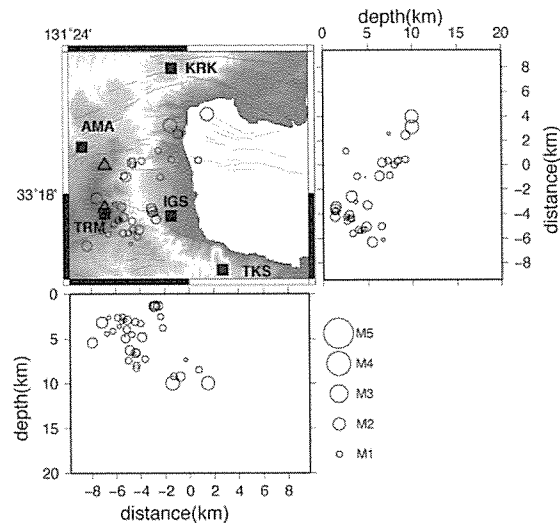 depth(km)
131°24'
0 10 20
KRK
AMA
33°18'
IGS
TRM
TKS
8
6
4
2
0
-2
-4
-6
-8
distance(km)
0
5
10
15
20
depth(km)
-8 -6 -4 -2 0 2 4 6 8
distance(km)
M5
M4
M3
M2
M1